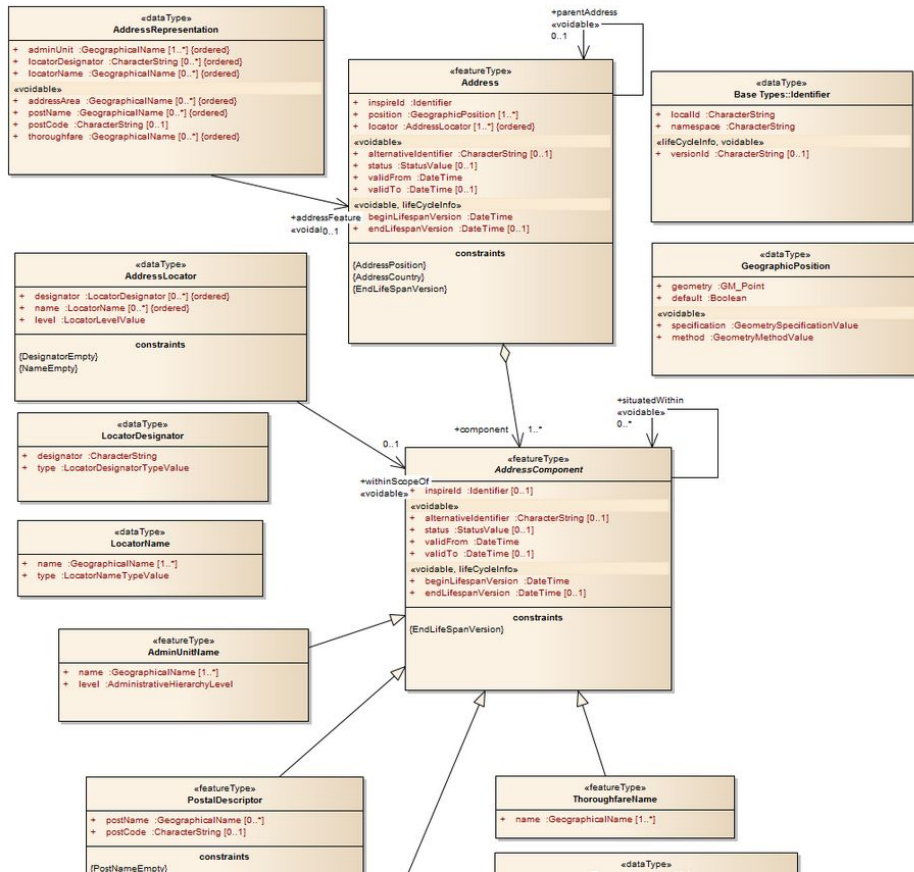 «dataType»
AddressRepresentation
+ adminUnit :GeographicalName [1..*] {ordered}
+ locatorDesignator :CharacterString [0..*] {ordered}
+ locatorName :GeographicalName [0..*] {ordered}
«voidable»
+ addressArea :GeographicalName [0..*] {ordered}
+ postName :GeographicalName [0..*] {ordered}
+ postCode :CharacterString [0..1]
+ thoroughfare :GeographicalName [0..*] {ordered}
+parentAddress
«voidable»
0..1
«featureType»
Address
+ inspireId :Identifier
+ position :GeographicPosition [1..*]
+ locator :AddressLocator [1..*] {ordered}
«voidable»
+ alternativeIdentifier :CharacterString [0..1]
+ status :StatusValue [0..1]
+ validFrom :DateTime
+ validTo :DateTime [0..1]
«voidable, lifeCycleInfo»
+ beginLifespanVersion :DateTime
+ endLifespanVersion :DateTime [0..1]
constraints
{AddressPosition}
{AddressCountry}
{EndLifeSpanVersion}
+addressFeature
0..1
«dataType»
Base Types::Identifier
+ localId :CharacterString
+ namespace :CharacterString
«lifeCycleInfo, voidable»
+ versionId :CharacterString [0..1]
«dataType»
GeographicPosition
+ geometry :GM_Point
+ default :Boolean
«voidable»
+ specification :GeometrySpecificationValue
+ method :GeometryMethodValue
«dataType»
AddressLocator
+ designator :LocatorDesignator [0..*] {ordered}
+ name :LocatorName [0..*] {ordered}
+ level :LocatorLevelValue
constraints
{DesignatorEmpty}
{NameEmpty}
«dataType»
LocatorDesignator
+ designator :CharacterString
+ type :LocatorDesignatorTypeValue
«dataType»
LocatorName
+ name :GeographicalName [1..*]
+ type :LocatorNameTypeValue
+component
1..*
0..1
+withinScopeOf
«voidable»
+situatedWithin
«voidable»
0..*
«featureType»
AddressComponent
+ inspireId :Identifier [0..1]
«voidable»
+ alternativeIdentifier :CharacterString [0..1]
+ status :StatusValue [0..1]
+ validFrom :DateTime
+ validTo :DateTime [0..1]
«voidable, lifeCycleInfo»
+ beginLifespanVersion :DateTime
+ endLifespanVersion :DateTime [0..1]
constraints
{EndLifeSpanVersion}
«featureType»
AdminUnitName
+ name :GeographicalName [1..*]
+ level :AdministrativeHierarchyLevel
«featureType»
PostalDescriptor
+ postName :GeographicalName [0..*]
+ postCode :CharacterString [0..1]
constraints
{PostNameEmpty}
«featureType»
ThoroughfareName
+ name :GeographicalName [1..*]
«dataType»